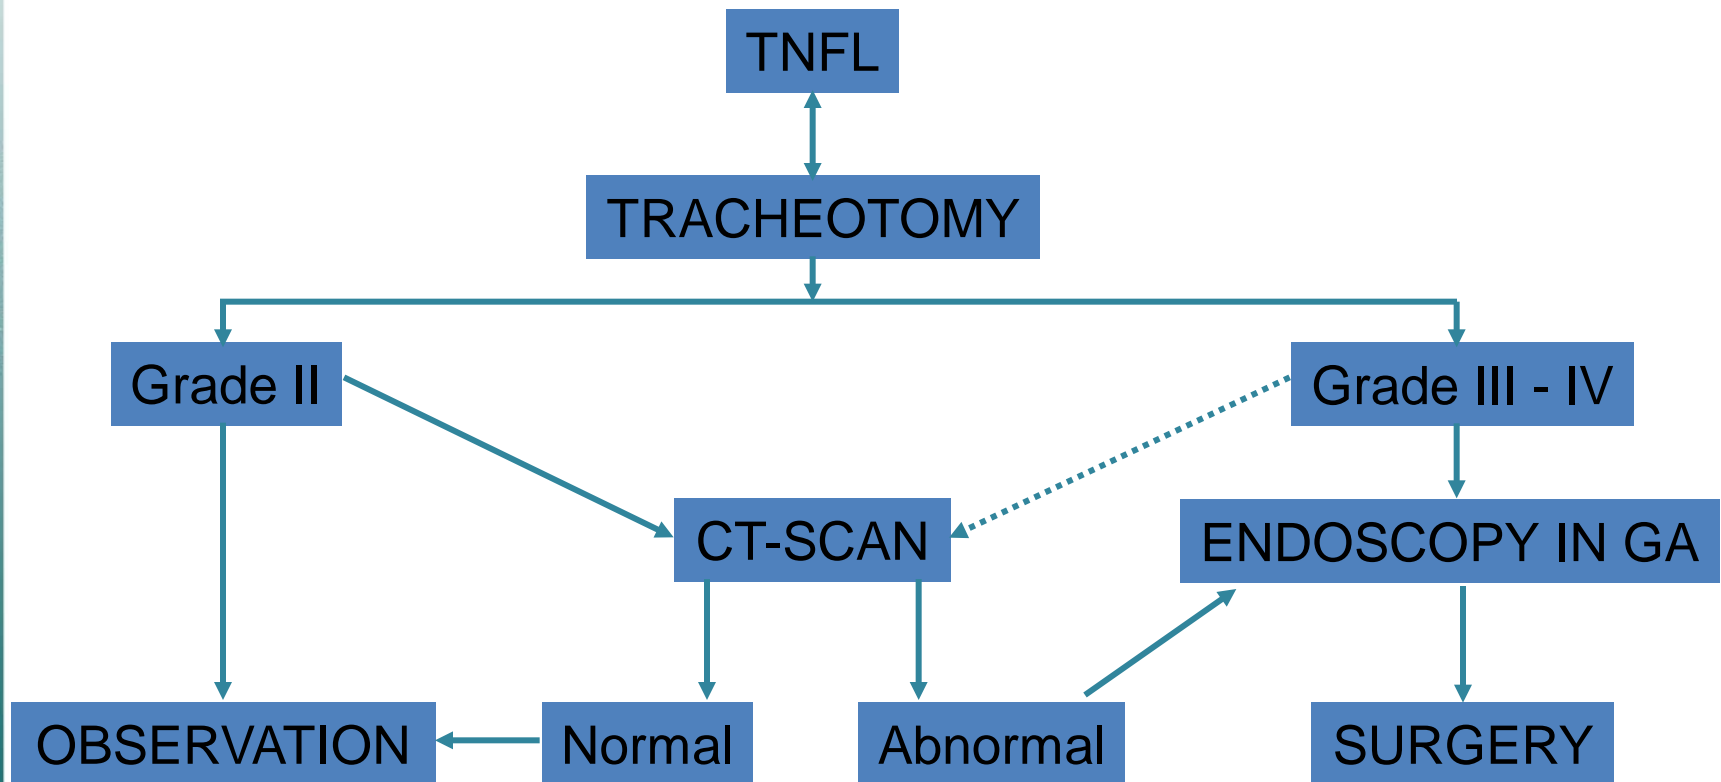 TNFL
TRACHEOTOMY
Grade II
Grade III - IV
CT-SCAN
ENDOSCOPY IN GA
OBSERVATION
Normal
Abnormal
SURGERY